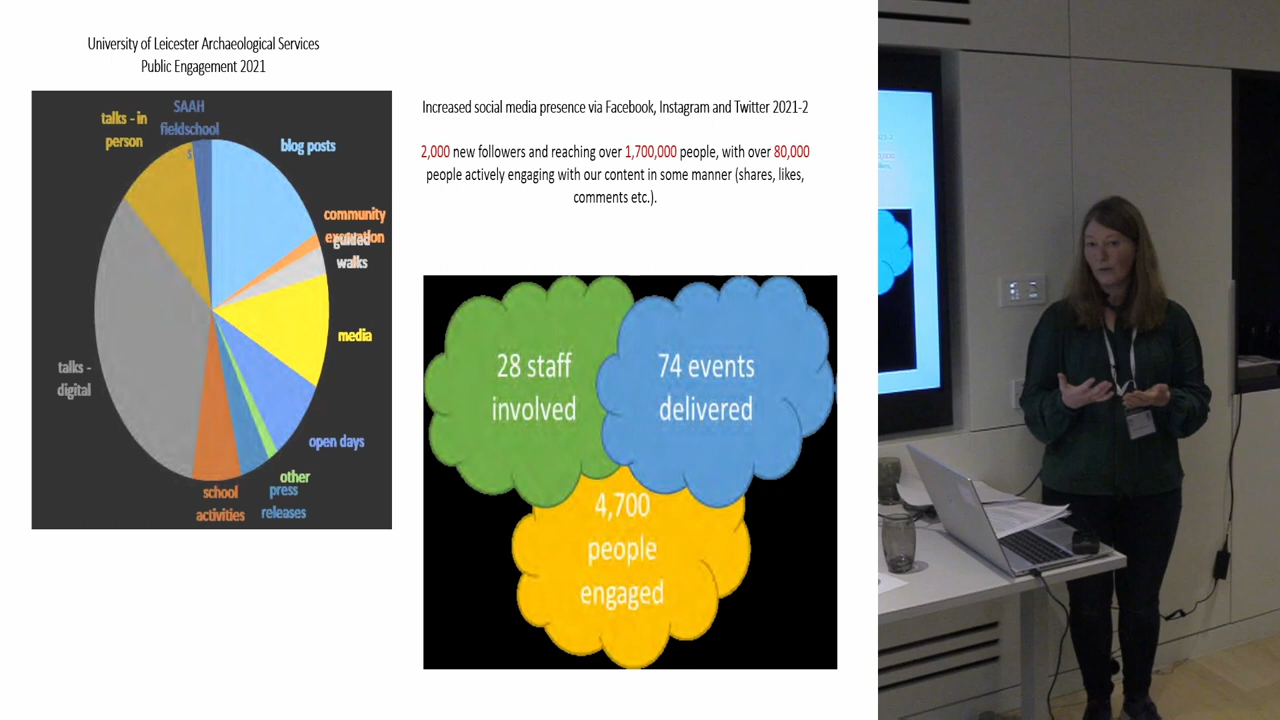 University of Leicester Archaeological Services
Public Engagement 2021
SAAH
fieldschool
s
talks - in
person
blog posts
community
excavation
guided
walks
media
talks -
digital
open days
other
press
releases
school
activities
Increased social media presence via Facebook, Instagram and Twitter 2021-2
2,000 new followers and reaching over 1,700,000 people, with over 80,000
people actively engaging with our content in some manner (shares, likes,
comments etc.).
28 staff
involved
74 events
delivered
4,700
people
engaged